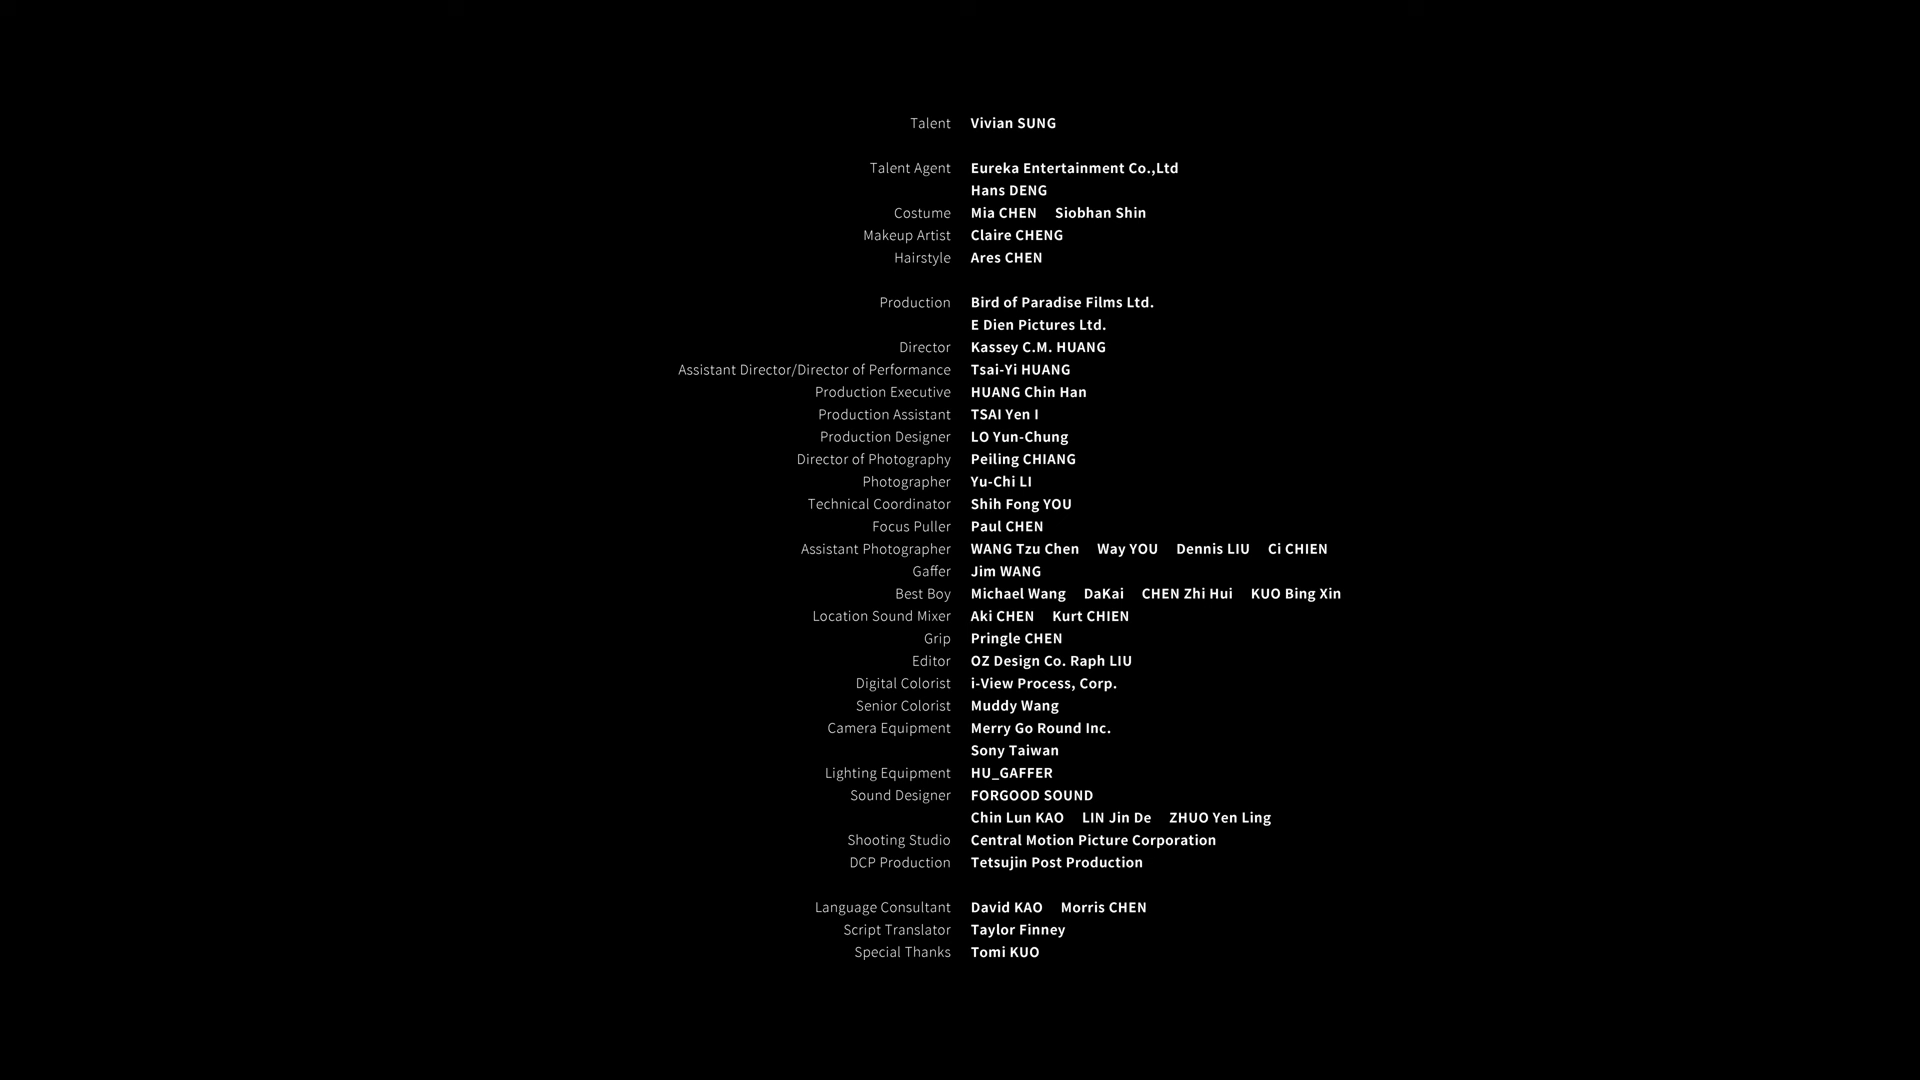 Talent Vivian SUNG
Talent Agent Eureka Entertainment Co.,Ltd
Hans DENG
Costume Mia CHEN Siobhan Shin
Makeup Artist Claire CHENG
Hairstyle Ares CHEN
Production Bird of Paradise Films Ltd.
E Dien Pictures Ltd.
Director Kassey C.M. HUANG
Assistant Director/Director of Performance Tsai-Yi HUANG
Production Executive HUANG Chin Han
Production Assistant TSAI Yen I
Production Designer LO Yun-Chung
Director of Photography Peiling CHIANG
Photographer Yu-Chi LI
Technical Coordinator Shih Fong YOU
Focus Puller Paul CHEN
Assistant Photographer WANG Tzu Chen Way YOU Dennis LIU Ci CHIEN
Gaffer Jim WANG
Best Boy Michael Wang DaKai CHEN Zhi Hui KUO Bing Xin
Location Sound Mixer Aki CHEN Kurt CHIEN
Grip Pringle CHEN
Editor OZ Design Co. Raph LIU
Digital Colorist i-View Process, Corp.
Senior Colorist Muddy Wang
Camera Equipment Merry Go Round Inc.
Sony Taiwan
Lighting Equipment HU_GAFFER
Sound Designer FORGOOD SOUND
Chin Lun KAO LIN Jin De ZHUO Yen Ling
Shooting Studio Central Motion Picture Corporation
DCP Production Tetsujin Post Production
Language Consultant David KAO Morris CHEN
Script Translator Taylor Finney
Special Thanks Tomi KUO